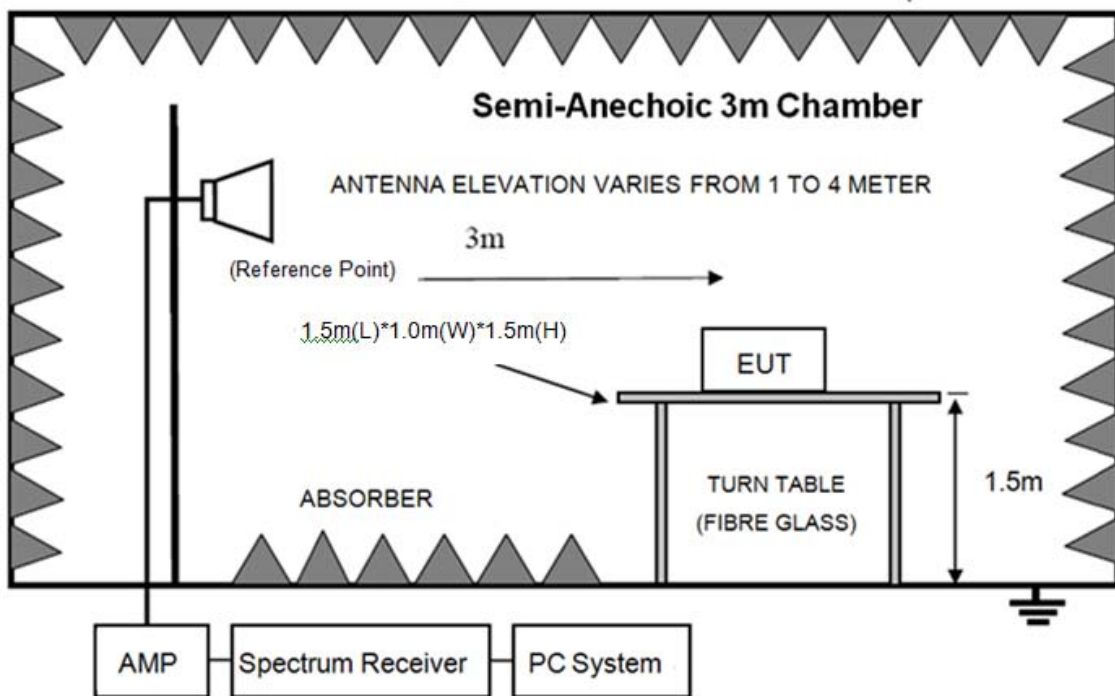 Semi-Anechoic 3m Chamber
ANTENNA ELEVATION VARIES FROM 1 TO 4 METER
3m
(Reference Point)
1.5m(L)*1.0m(W)*1.5m(H)
EUT
ABSORBER
TURN TABLE
(FIBRE GLASS)
1.5m
AMP
Spectrum Receiver
PC System